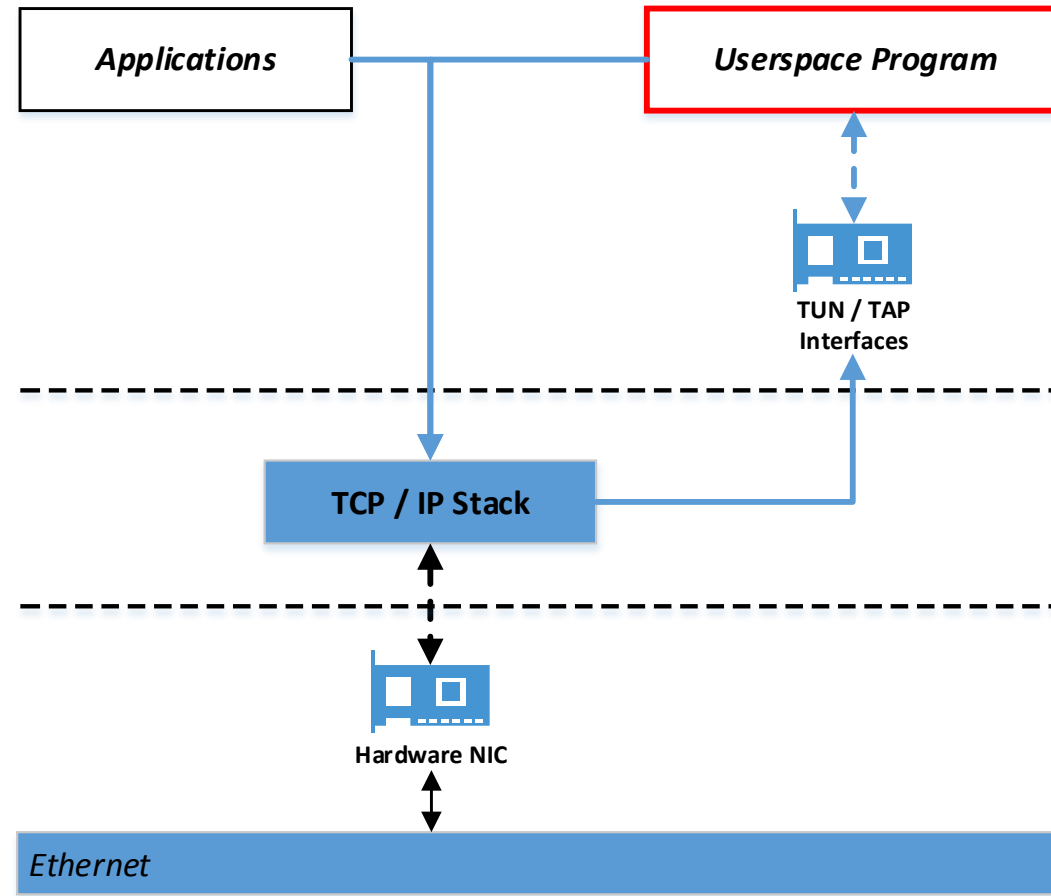 Applications
Userspace Program
TUN / TAP
Interfaces
TCP / IP Stack
Hardware NIC
Ethernet